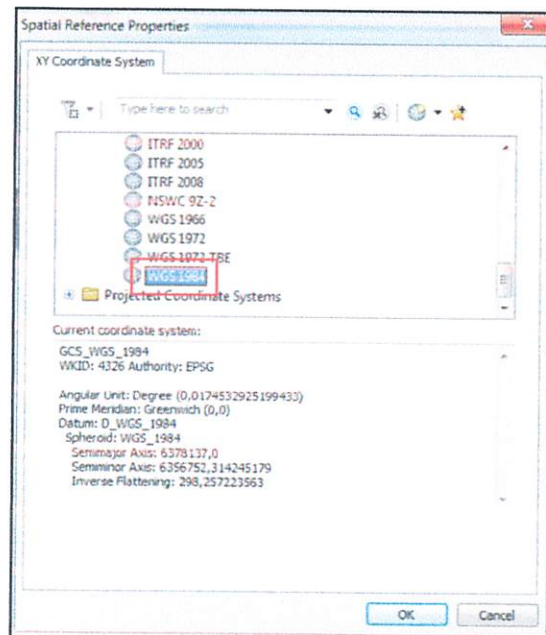 Spatial Reference Properties
XY Coordinate System
Type here to search
ITRF 2000
ITRF 2005
ITRF 2008
NSWC 9Z-2
WGS 1966
WGS 1972
WGS 1972 TBE
WGS 1984
Projected Coordinate Systems
Current coordinate system:
GCS_WGS_1984
WKID: 4326 Authority: EPSG
Angular Unit: Degree (0,0174532925199433)
Prime Meridian: Greenwich (0,0)
Datum: D_WGS_1984
Spheroid: WGS_1984
Semimajor Axis: 6378137,0
Semiminor Axis: 6356752,314245179
Inverse Flattening: 298,257223563
OK
Cancel